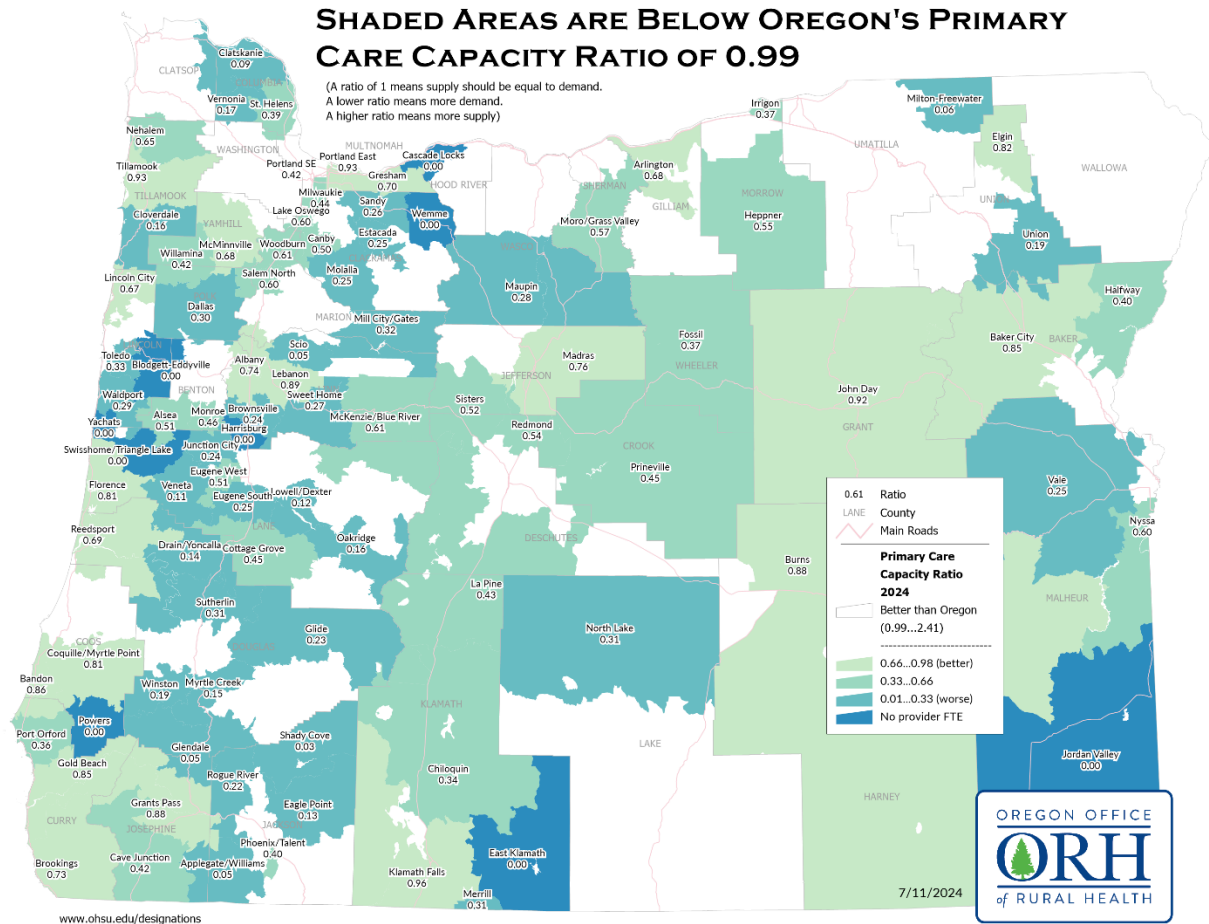 SHADED AREAS ARE BELOW OREGON'S PRIMARY
CARE CAPACITY RATIO OF 0.99
(A ratio of 1 means supply should be equal to demand.
A lower ratio means more demand.
A higher ratio means more supply)
CLATSOP
Clatskanie
0.09
Vernonia
0.17
St. Helens
0.39
Nehalem
0.65
WASHINGTON
Tillamook
0.93
TILLAMOOK
Portland SE
0.42
MULTNOMAH
Portland East
0.93
Cascade Locks
0.00
Gresham
0.70
HOOD RIVER
Irrigon
0.37
Milton-Freewater
0.06
UMATILLA
Elgin
0.82
WALLOWA
Arlington
0.68
SHERMAN
GILLIAM
MORROW
Heppner
0.55
Moro/Grass Valley
0.57
Union
0.19
Milwaukie
0.44
Lake Oswego
0.60
Sandy
0.26
Wemme
0.00
Cloverdale
0.16
YAMHILL
McMinnville
0.68
Willamina
0.42
Woodburn
0.61
Canby
0.50
Estacada
0.25
Molalla
0.25
Salem North
0.60
Lincoln City
0.67
Maupin
0.28
Halfway
0.40
Dallas
0.30
MARION
Mill City/Gates
0.32
Fossil
0.37
WHEELER
Baker City
0.85
BAKER
Toledo
0.33
Blodgett-Eddyville
0.00
BENTON
Albany
0.74
Scio
0.05
Lebanon
0.89
Sweet Home
0.27
Madras
0.76
JEFFERSON
John Day
0.92
GRANT
Waldport
0.29
Yachats
0.00
Alsea
0.51
Monroe
0.46
Brownsville
0.24
Harrisburg
0.00
McKenzie/Blue River
0.61
Sisters
0.52
Redmond
0.54
CROOK
Prineville
0.45
Swisshome/Triangle Lake
0.00
Junction City
0.24
Eugene West
0.51
Florence
0.81
Veneta
0.11
Eugene South
0.25
Lowell/Dexter
0.12
LANE
Vale
0.25
Nyssa
0.60
Reedsport
0.69
Drain/Yoncalla
0.14
Cottage Grove
0.45
Oakridge
0.16
DESCHUTES
La Pine
0.43
Burns
0.88
MALHEUR
Sutherlin
0.31
Glide
0.23
North Lake
0.31
COOS
Coquille/Myrtle Point
0.81
Bandon
0.86
Winston
0.19
Myrtle Creek
0.15
Powers
0.00
Port Orford
0.36
KLAMATH
LAKE
Glendale
0.05
Shady Cove
0.03
Gold Beach
0.85
Rogue River
0.22
Chiloquin
0.34
Jordan Valley
0.00
HARNEY
Grants Pass
0.88
Eagle Point
0.13
CURRY
JOSEPHINE
Phoenix/Talent
0.40
Brookings
0.73
Cave Junction
0.42
Applegate/Williams
0.05
East Klamath
0.00
Klamath Falls
0.96
Merrill
0.31
0.61 Ratio
LANE County
Main Roads
Primary Care
Capacity Ratio
2024
Better than Oregon
(0.99...2.41)
0.66...0.98 (better)
0.33...0.66
0.01...0.33 (worse)
No provider FTE
7/11/2024
OREGON OFFICE
ORH
of RURAL HEALTH
www.ohsu.edu/designations